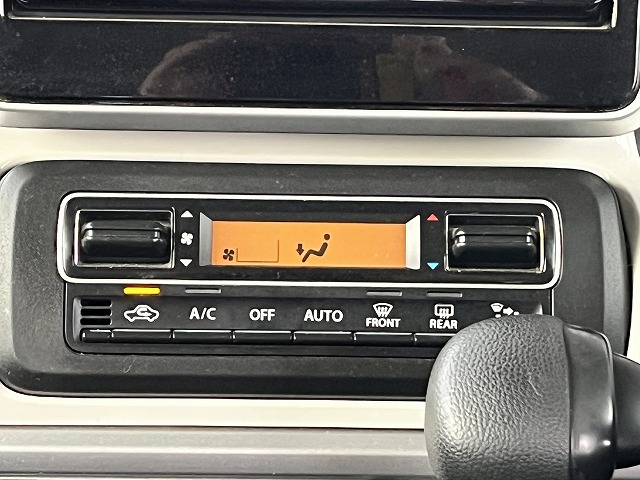 A/C OFF AUTO FRONT REAR